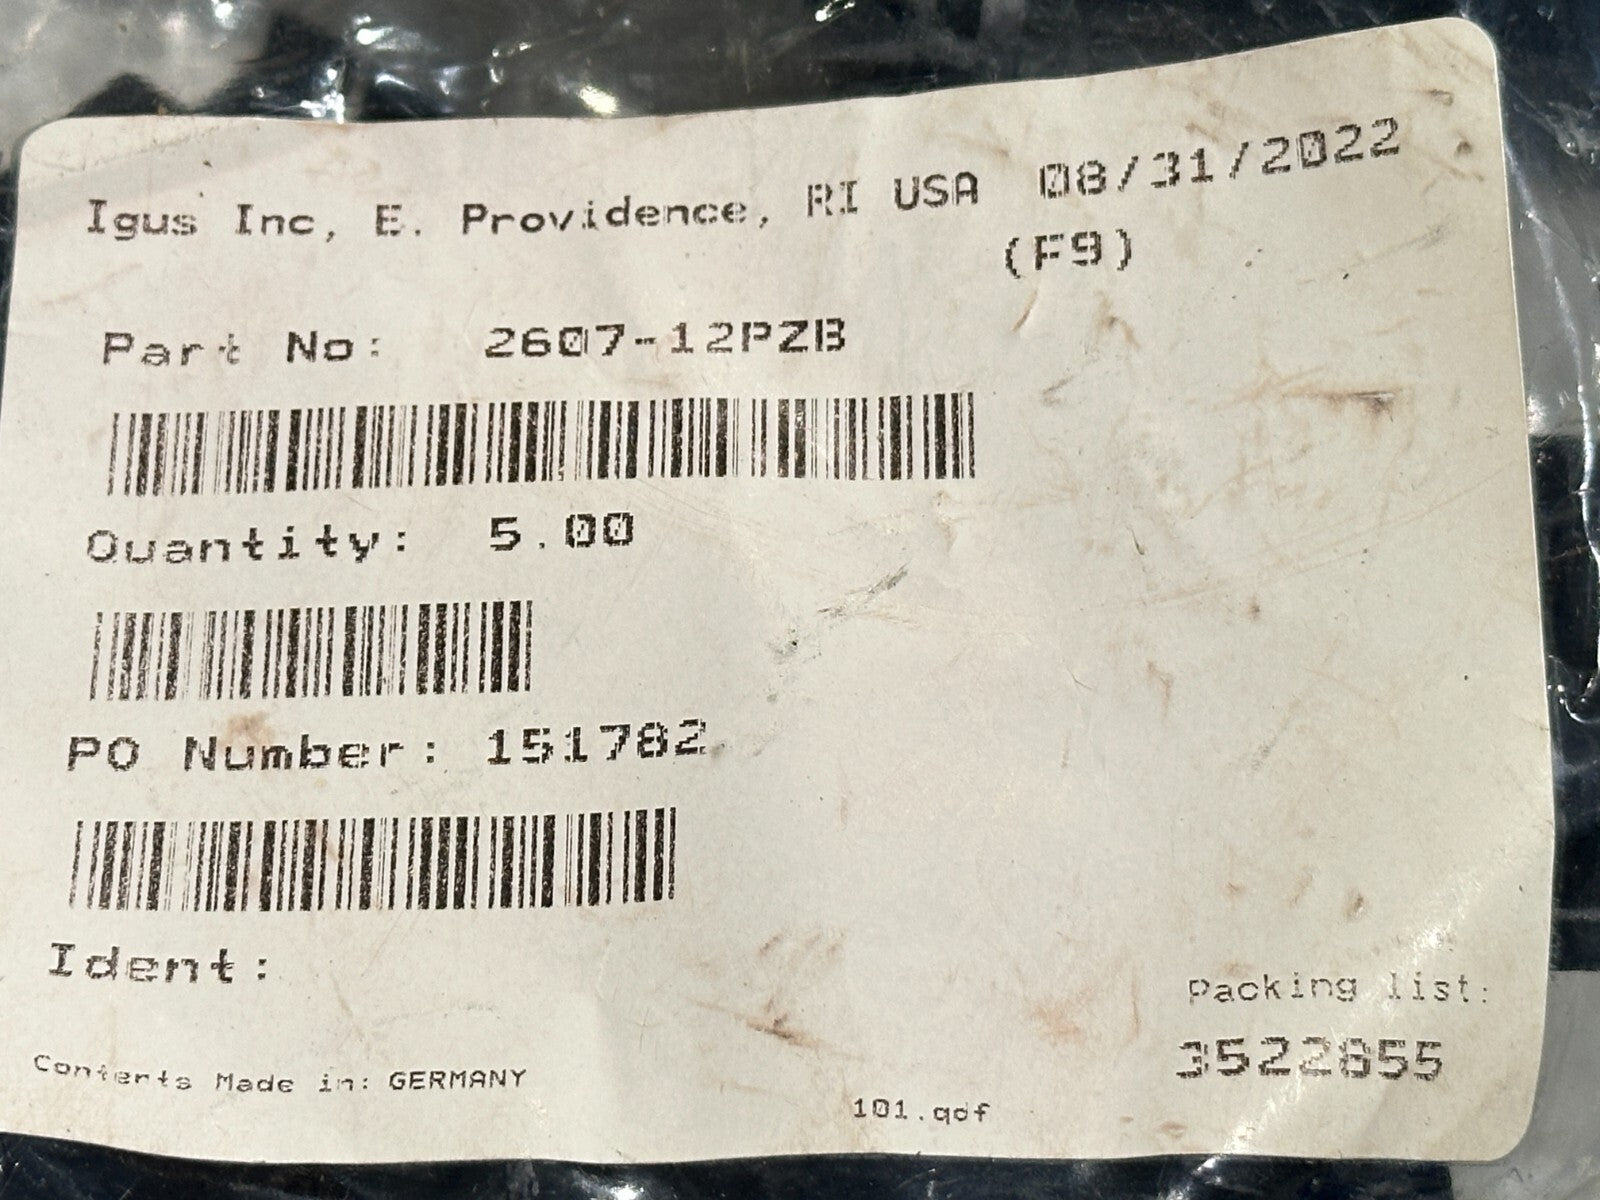 Igus Inc, E. Providence, RI USA 08/31/2022
(F9)
Part No: 2607-12PZB
Quantity: 5.00
PO Number: 151782
Ident:
Packing list:
3522855
Contents Made in: GERMANY
101.qdf